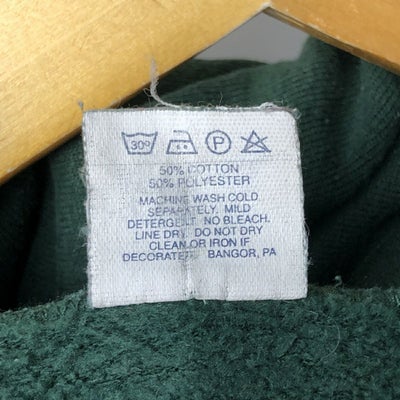 30°
P
50% COTTON
50% POLYESTER
MACHINE WASH COLD
SEPARATELY, MILD
DETERGENT, NO BLEACH.
LINE DRY. DO NOT DRY
CLEAN OR IRON IF
DECORATED. BANGOR, PA